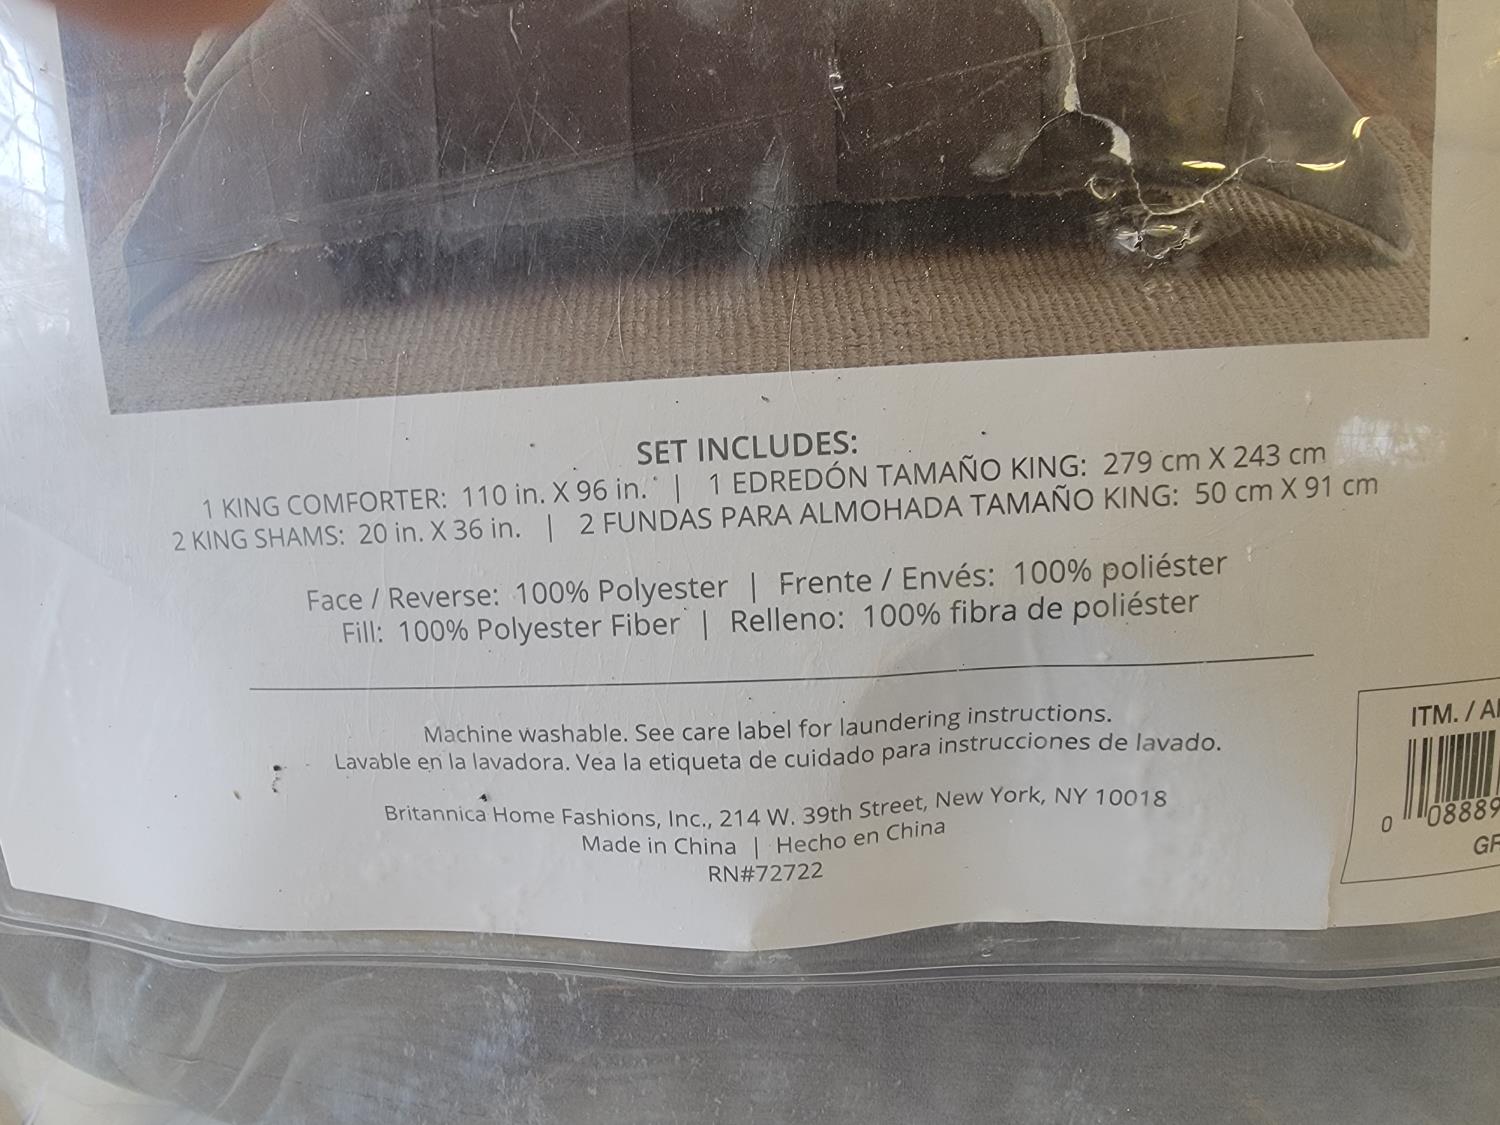 SET INCLUDES:
1 KING COMFORTER: 110 in. X 96 in. | 1 EDREDÓN TAMAÑO KING: 279 cm X 243 cm
2 KING SHAMS: 20 in. X 36 in. | 2 FUNDAS PARA ALMOHADA TAMAÑO KING: 50 cm X 91 cm
Face / Reverse: 100% Polyester | Frente / Envés: 100% poliéster
Fill: 100% Polyester Fiber | Relleno: 100% fibra de poliéster
Machine washable. See care label for laundering instructions.
Lavable en la lavadora. Vea la etiqueta de cuidado para instrucciones de lavado.
Britannica Home Fashions, Inc., 214 W. 39th Street, New York, NY 10018
Made in China | Hecho en China
RN#72722
ITM. /
0 08889